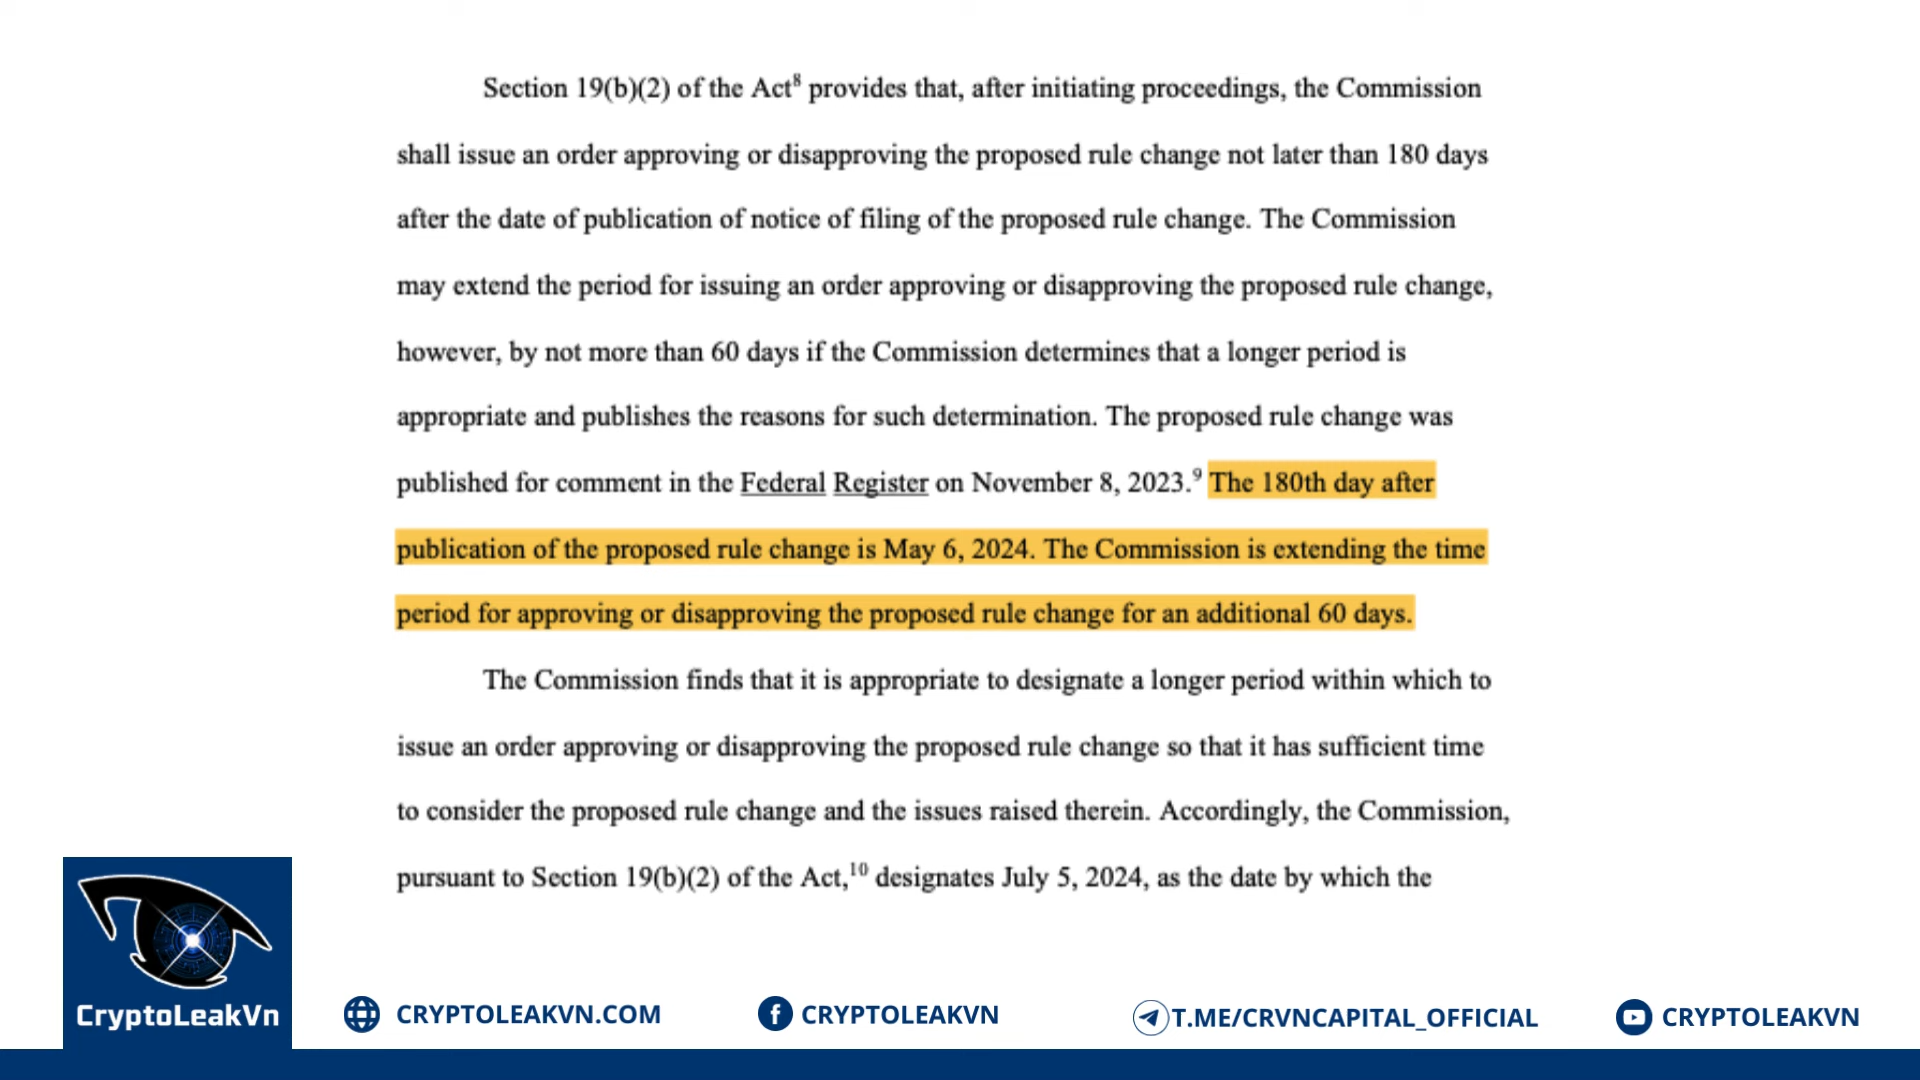 Section 19(b)(2) of the Act⁸ provides that, after initiating proceedings, the Commission
shall issue an order approving or disapproving the proposed rule change not later than 180 days
after the date of publication of notice of filing of the proposed rule change. The Commission
may extend the period for issuing an order approving or disapproving the proposed rule change,
however, by not more than 60 days if the Commission determines that a longer period is
appropriate and publishes the reasons for such determination. The proposed rule change was
published for comment in the Federal Register on November 8, 2023.⁹ The 180th day after
publication of the proposed rule change is May 6, 2024. The Commission is extending the time
period for approving or disapproving the proposed rule change for an additional 60 days.
The Commission finds that it is appropriate to designate a longer period within which to
issue an order approving or disapproving the proposed rule change so that it has sufficient time
to consider the proposed rule change and the issues raised therein. Accordingly, the Commission,
pursuant to Section 19(b)(2) of the Act,¹⁰ designates July 5, 2024, as the date by which the
CryptoLeakVn
CRYPTOLEAKVN.COM
CRYPTOLEAKVN
T.ME/CRVNCAPITAL_OFFICIAL
CRYPTOLEAKVN